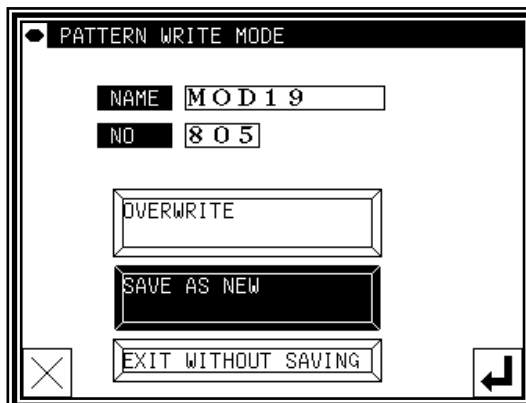 PATTERN WRITE MODE
NAME MOD19
NO 805
OVERWRITE
SAVE AS NEW
EXIT WITHOUT SAVING